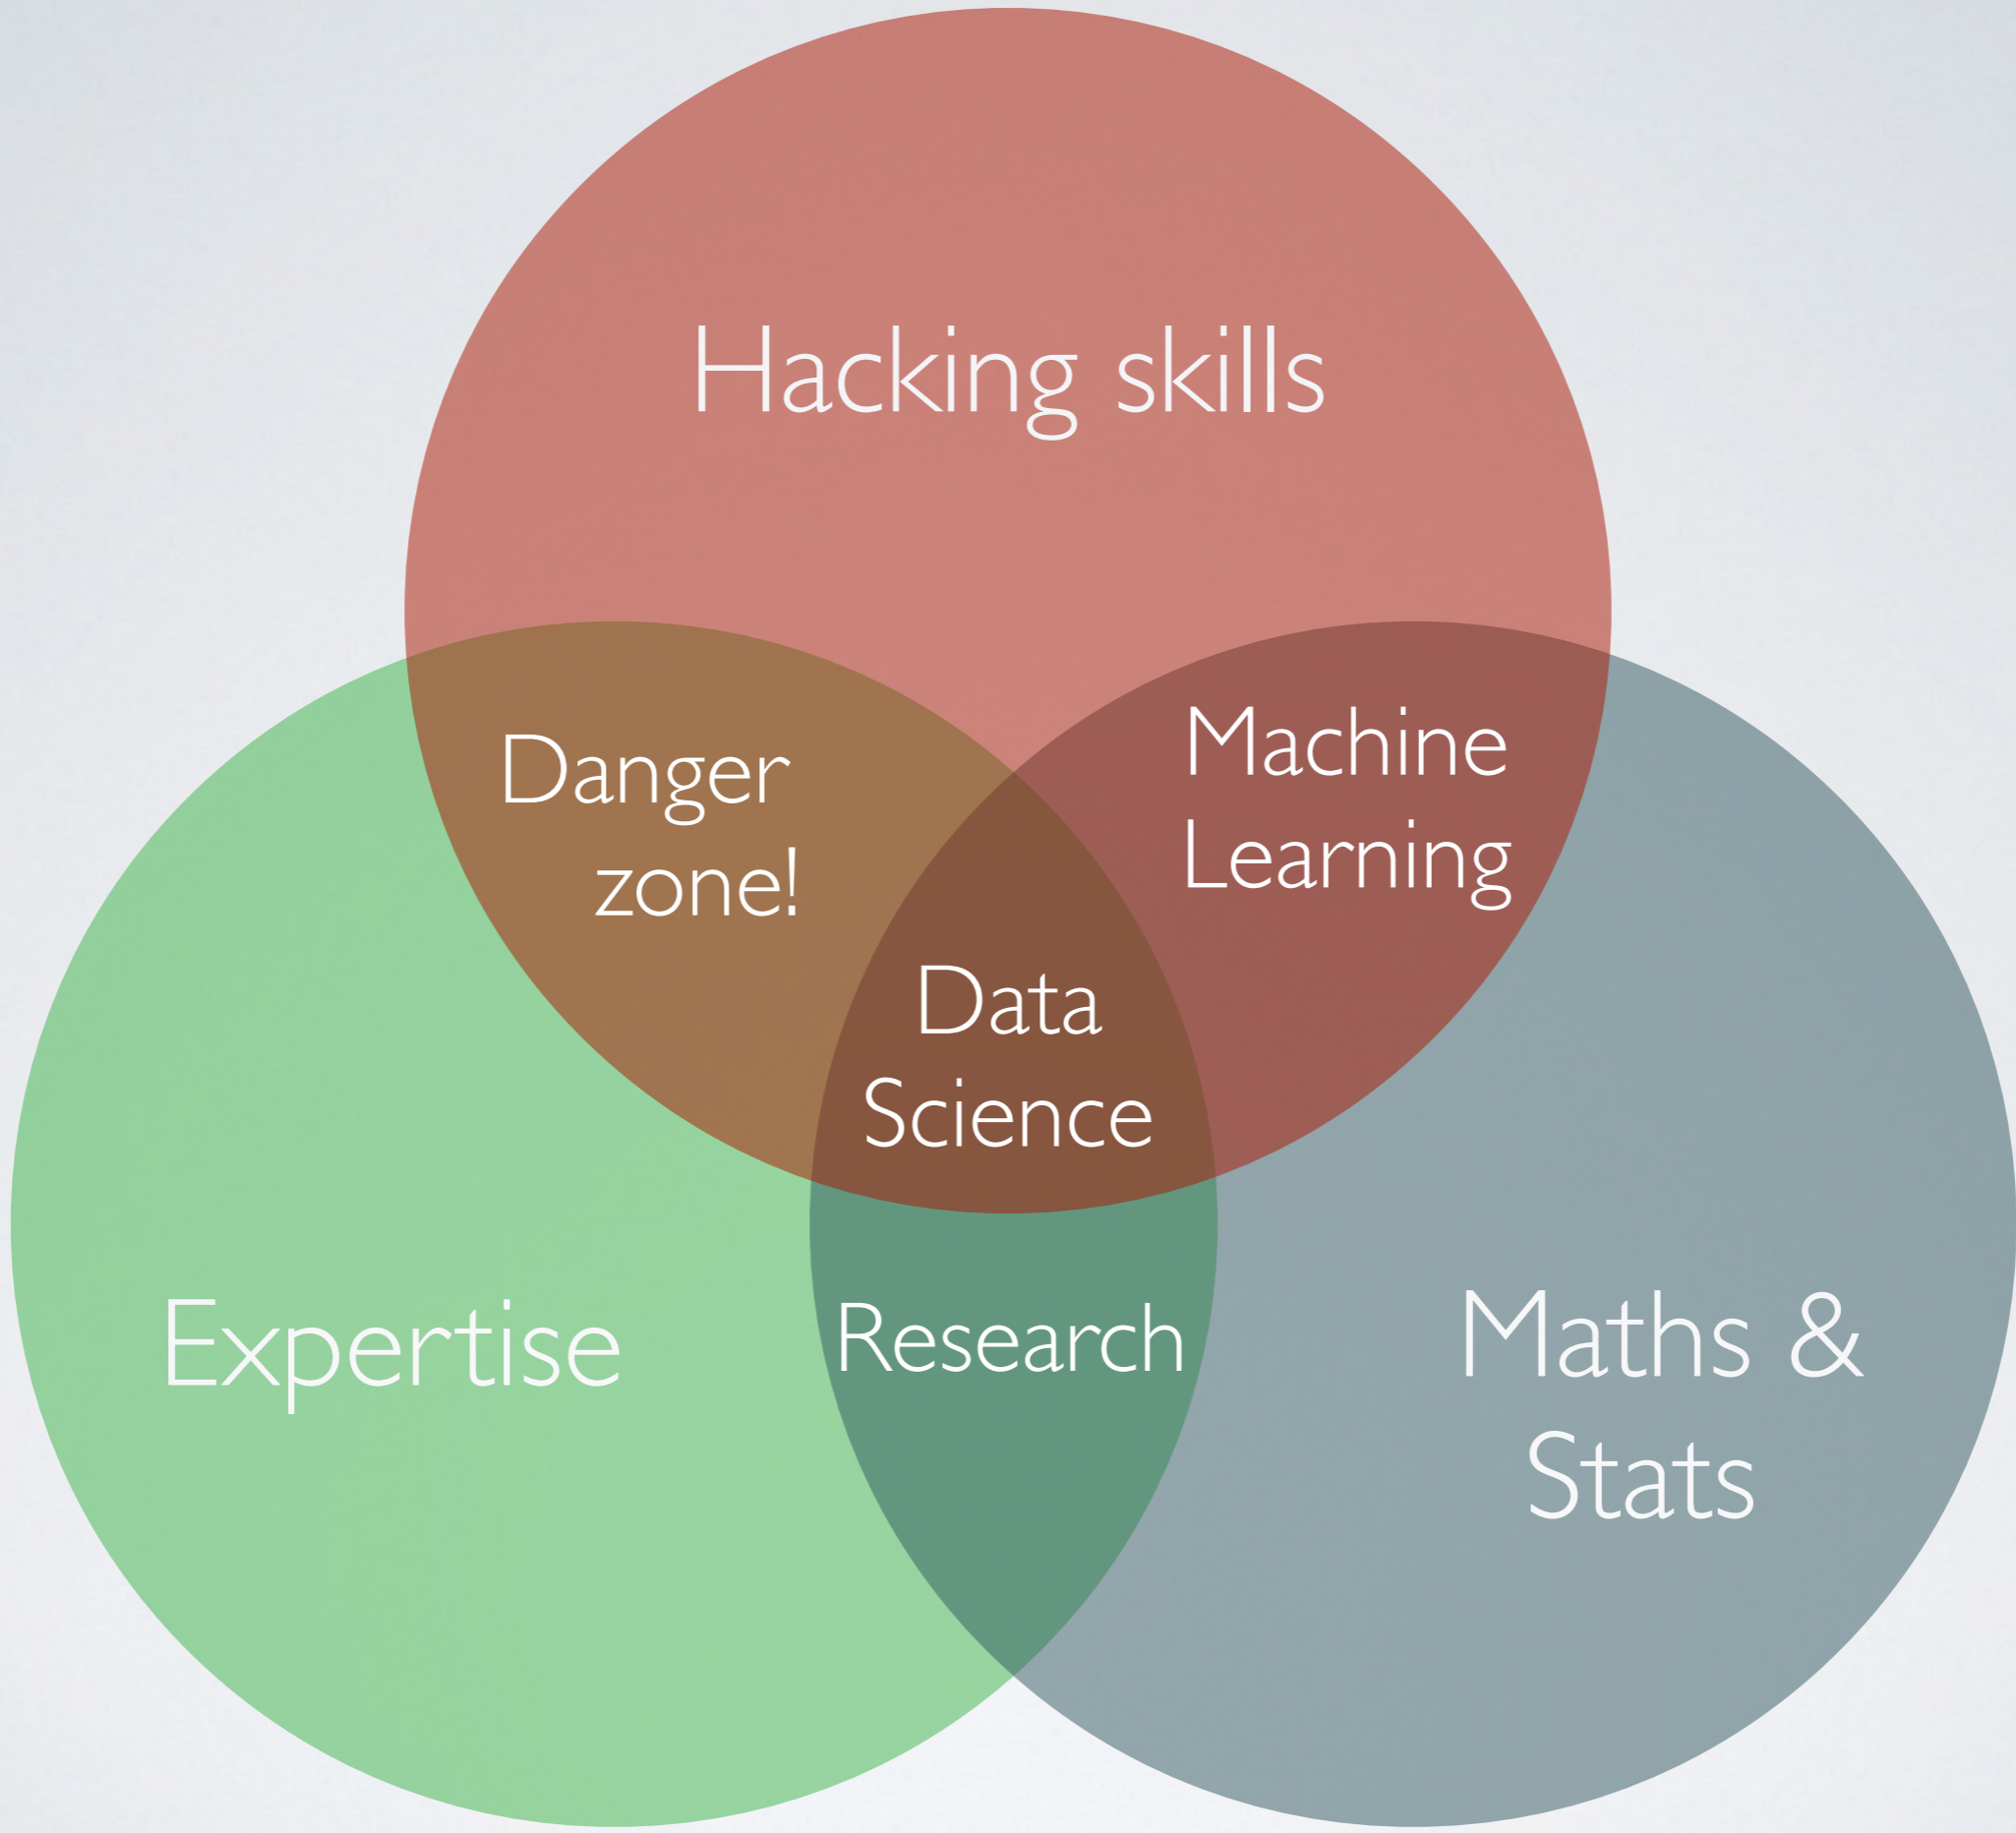 Hacking skills
Danger
zone!
Machine
Learning
Data
Science
Expertise
Research
Maths &
Stats